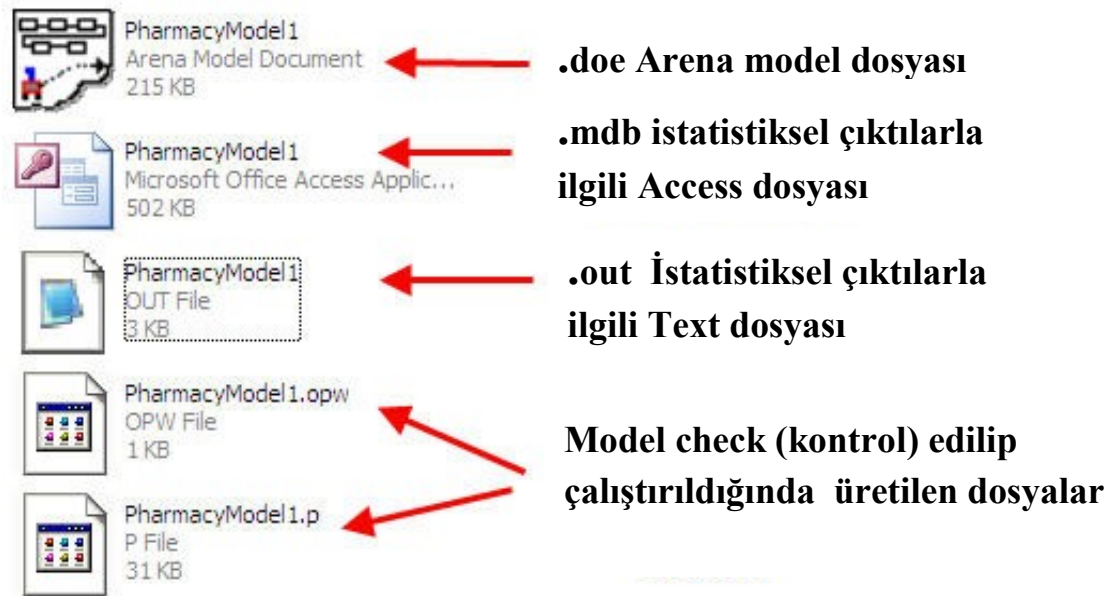 PharmacyModel1
Arena Model Document
215 KB
.doe Arena model dosyası
PharmacyModel1
Microsoft Office Access Applic...
502 KB
.mdb istatistiksel çıktılarla
ilgili Access dosyası
PharmacyModel1
OUT File
3 KB
.out İstatistiksel çıktılarla
ilgili Text dosyası
PharmacyModel1.opw
OPW File
1 KB
PharmacyModel1.p
P File
31 KB
Model check (kontrol) edilip
çalıştırıldığında üretilen dosyalar